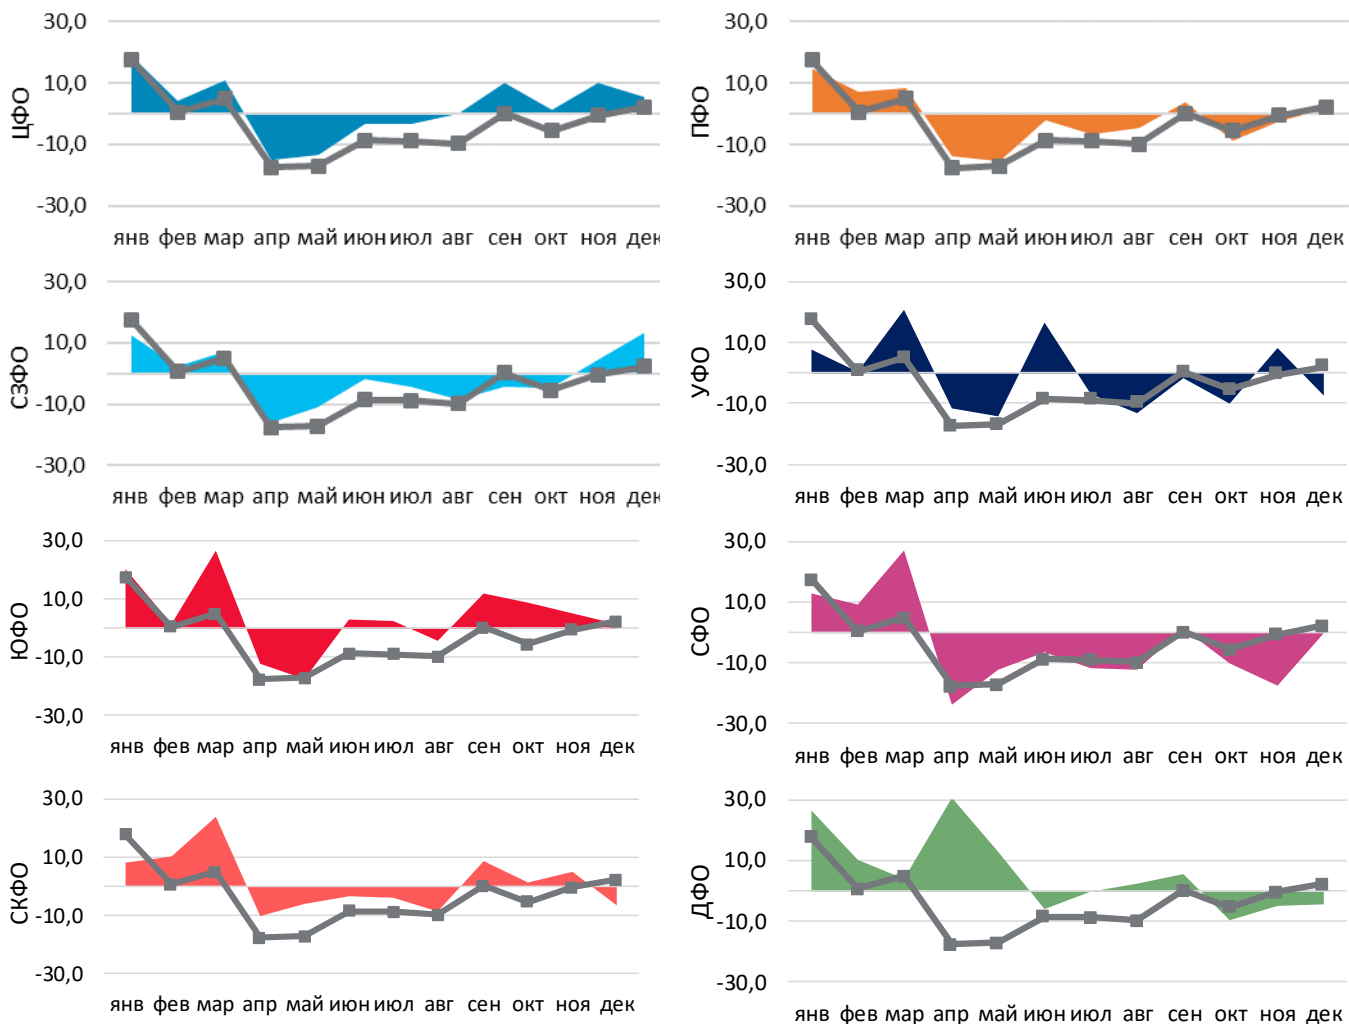 30,0
10,0
-10,0
-30,0
ЦФО
янв фев мар апр май июн июл авг сен окт ноя дек
30,0
10,0
-10,0
-30,0
ПФО
янв фев мар апр май июн июл авг сен окт ноя дек
30,0
10,0
-10,0
-30,0
СЗФО
янв фев мар апр май июн июл авг сен окт ноя дек
30,0
10,0
-10,0
-30,0
УФО
янв фев мар апр май июн июл авг сен окт ноя дек
30,0
10,0
-10,0
-30,0
ЮФО
янв фев мар апр май июн июл авг сен окт ноя дек
30,0
10,0
-10,0
-30,0
СФО
янв фев мар апр май июн июл авг сен окт ноя дек
30,0
10,0
-10,0
-30,0
СКФО
янв фев мар апр май июн июл авг сен окт ноя дек
30,0
10,0
-10,0
-30,0
ДФО
янв фев мар апр май июн июл авг сен окт ноя дек